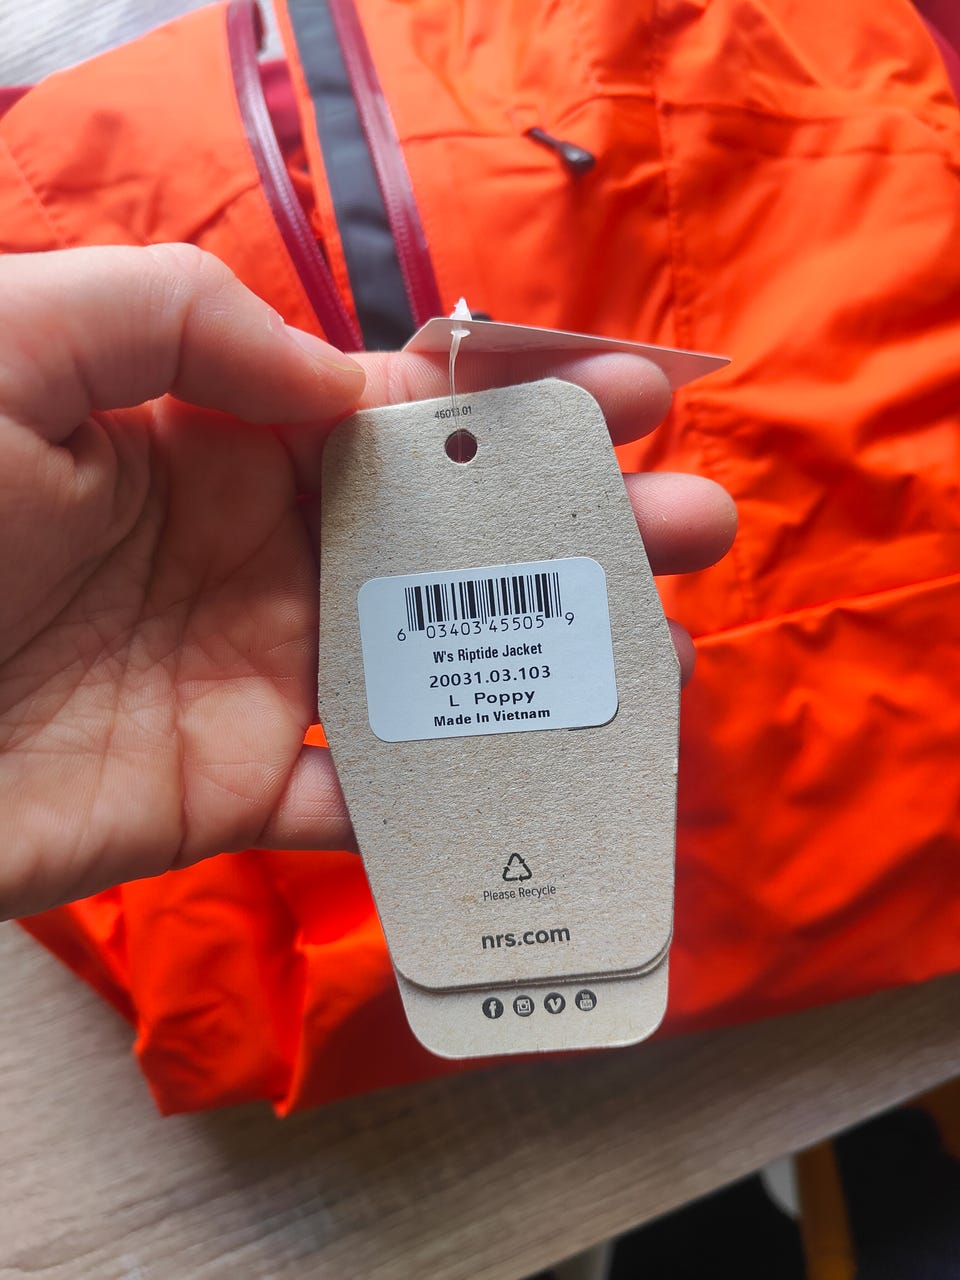 46013.01
6 03403 45505 9
W's Riptide Jacket
20031.03.103
L Poppy
Made In Vietnam
Please Recycle
nrs.com